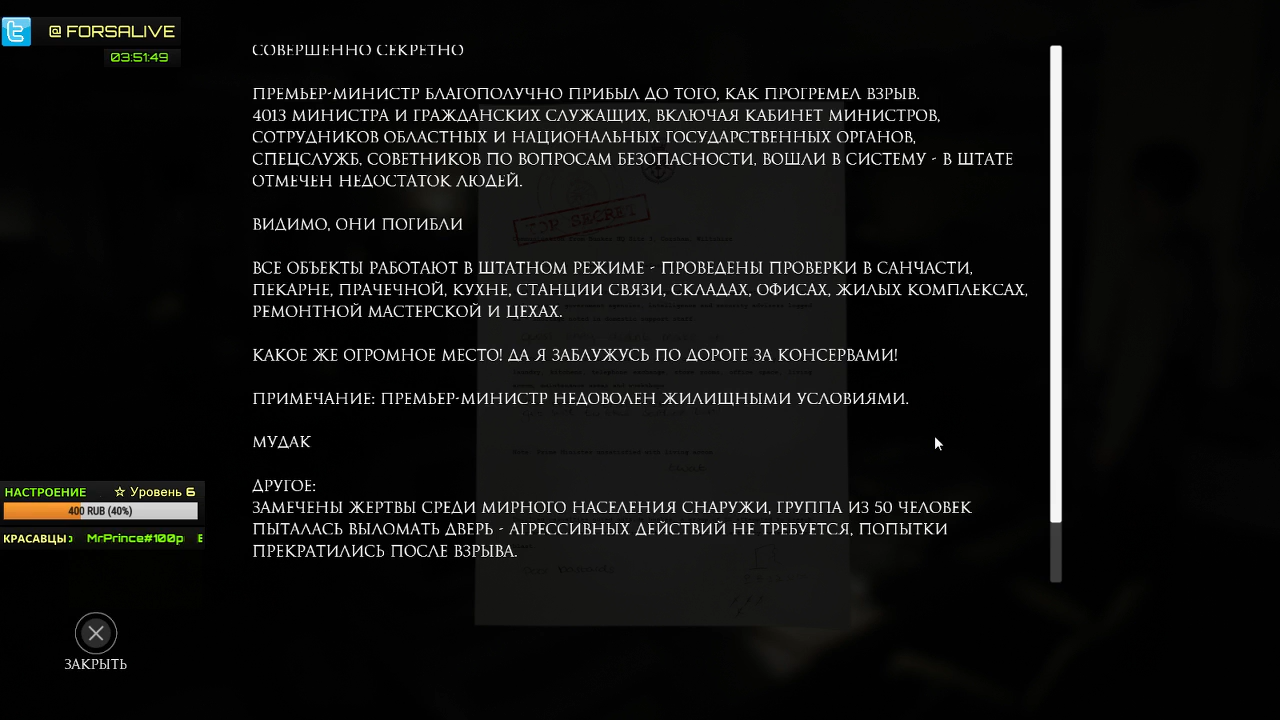 @ FORSALIVE
03:51:49
СОВЕРШЕННО СЕКРЕТНО
ПРЕМЬЕР-МИНИСТР БЛАГОПОЛУЧНО ПРИБЫЛ ДО ТОГО, КАК ПРОГРЕМЕЛ ВЗРЫВ.
4013 МИНИСТРА И ГРАЖДАНСКИХ СЛУЖАЩИХ, ВКЛЮЧАЯ КАБИНЕТ МИНИСТРОВ,
СОТРУДНИКОВ ОБЛАСТНЫХ И НАЦИОНАЛЬНЫХ ГОСУДАРСТВЕННЫХ ОРГАНОВ,
СПЕЦСЛУЖБ, СОВЕТНИКОВ ПО ВОПРОСАМ БЕЗОПАСНОСТИ, ВОШЛИ В СИСТЕМУ - В ШТАТЕ
ОТМЕЧЕН НЕДОСТАТОК ЛЮДЕЙ.
ВИДИМО, ОНИ ПОГИБЛИ
ВСЕ ОБЪЕКТЫ РАБОТАЮТ В ШТАТНОМ РЕЖИМЕ - ПРОВЕДЕНЫ ПРОВЕРКИ В САНЧАСТИ,
ПЕКАРНЕ, ПРАЧЕЧНОЙ, КУХНЕ, СТАНЦИИ СВЯЗИ, СКЛАДАХ, ОФИСАХ, ЖИЛЫХ КОМПЛЕКСАХ,
РЕМОНТНОЙ МАСТЕРСКОЙ И ЦЕХАХ.
КАКОЕ ЖЕ ОГРОМНОЕ МЕСТО! ДА Я ЗАБЛУЖУСЬ ПО ДОРОГЕ ЗА КОНСЕРВАМИ!
ПРИМЕЧАНИЕ: ПРЕМЬЕР-МИНИСТР НЕДОВОЛЕН ЖИЛИЩНЫМИ УСЛОВИЯМИ.
МУДАК
ДРУГОЕ:
ЗАМЕЧЕНЫ ЖЕРТВЫ СРЕДИ МИРНОГО НАСЕЛЕНИЯ СНАРУЖИ, ГРУППА ИЗ 50 ЧЕЛОВЕК
ПЫТАЛАСЬ ВЫЛОМАТЬ ДВЕРЬ - АГРЕССИВНЫХ ДЕЙСТВИЙ НЕ ТРЕБУЕТСЯ, ПОПЫТКИ
ПРЕКРАТИЛИСЬ ПОСЛЕ ВЗРЫВА.
TOP SECRET
НАСТРОЕНИЕ ☆ Уровень 6
400 RUB (40%)
КРАСАВЦЫ: MrPrince#100р
ЗАКРЫТЬ